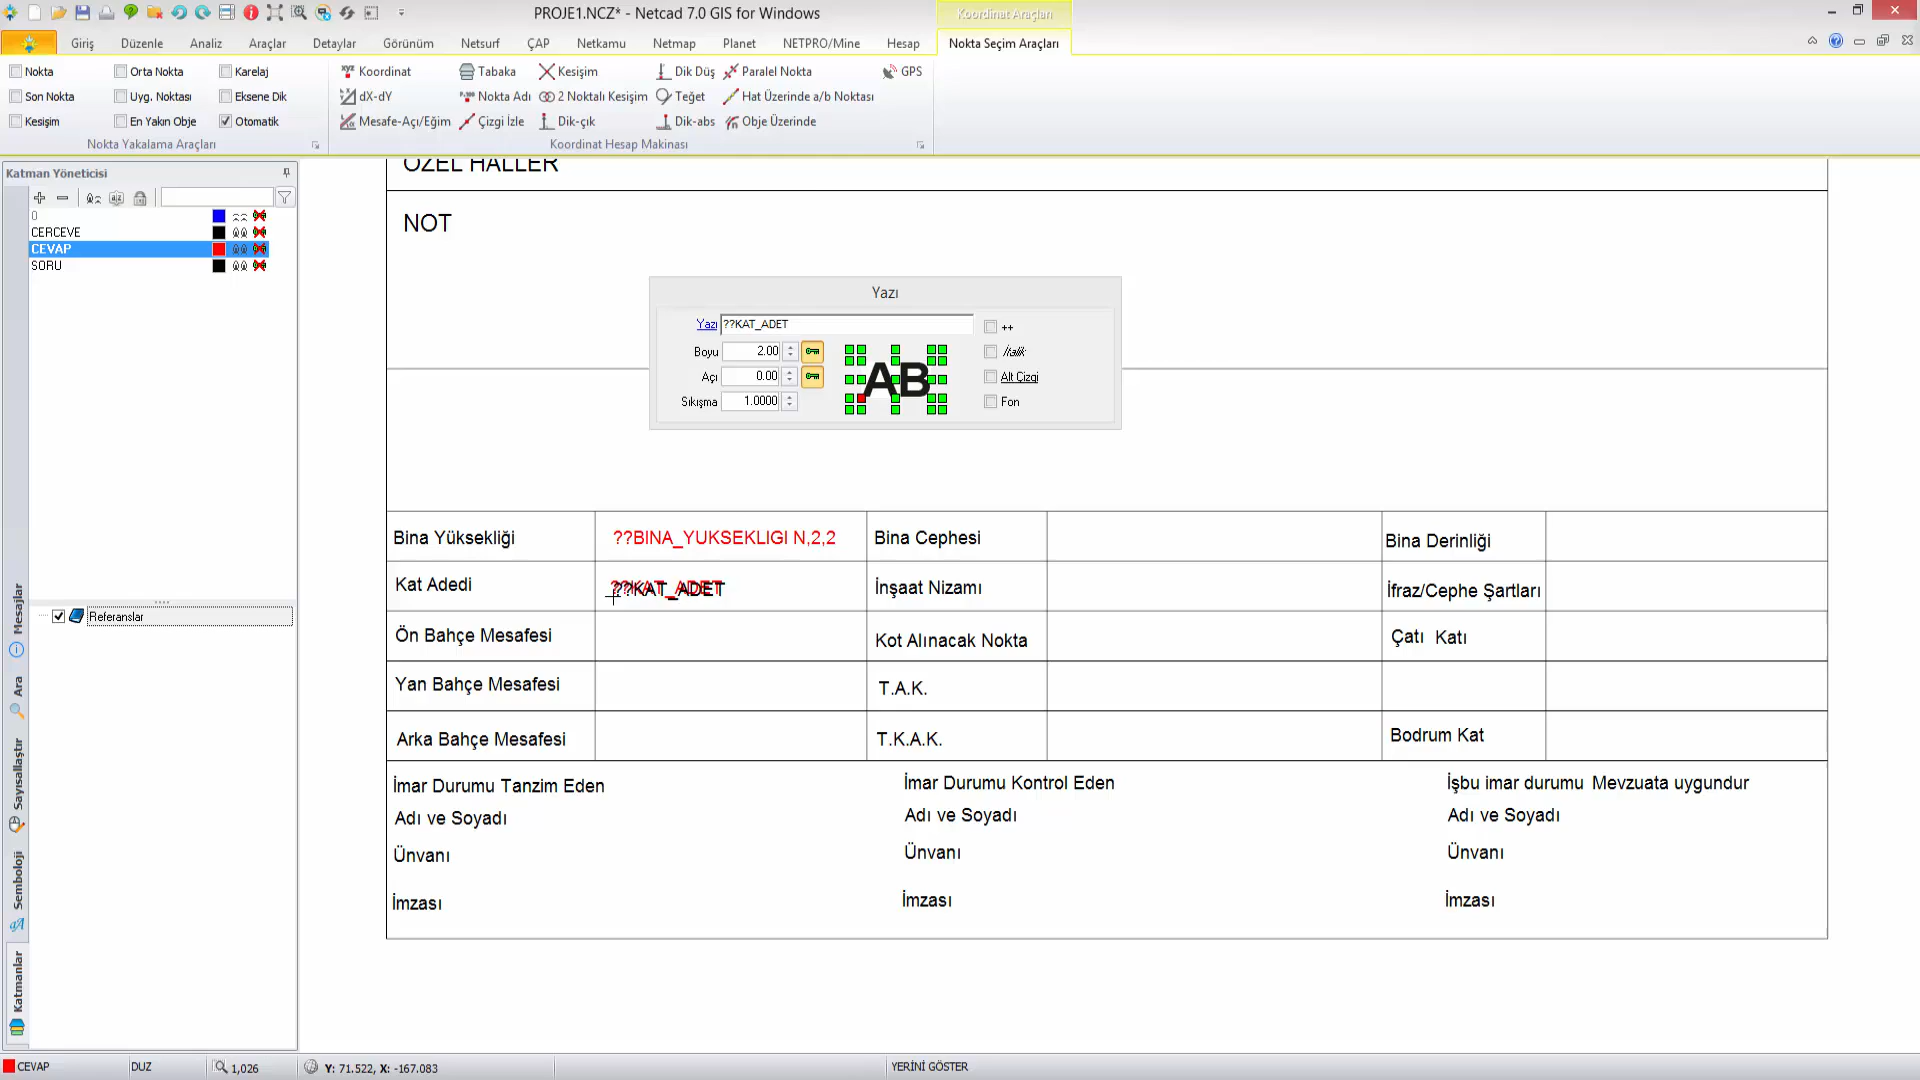 PROJE1.NCZ* - Netcad 7.0 GIS for Windows
Koordinat Araçları
Giriş Düzenle Analiz Araçlar Detaylar Görünüm Netsurf ÇAP Netkamu Netmap Planet NETPRO/Mine Hesap Nokta Seçim Araçları
Nokta Orta Nokta Karelaj Koordinat Tabaka Kesişim Dik Düş Paralel Nokta GPS
Son Nokta Uyg. Noktası Eksene Dik dX-dY Nokta Adı 2 Noktalı Kesişim Teğet Hat Üzerinde a/b Noktası
Kesişim En Yakın Obje Otomatik Mesafe-Açı/Eğim Çizgi İzle Dik-çık Dik-abs Obje Üzerinde
Nokta Yakalama Araçları Koordinat Hesap Makinası
Katman Yöneticisi
0
CERCEVE
CEVAP
SORU
Referanslar
Mesajlar
Ara
Sayısallaştır
Semboloji
Katmanlar
ÖZEL HALLER
NOT
Yazı
Yazı ??KAT_ADET ++
Boyu 2.00 İtalik
Açı 0.00 Alt Çizgi
Sıkışma 1.0000 Fon
AB
Bina Yüksekliği ??BINA_YUKSEKLIGI N,2,2 Bina Cephesi Bina Derinliği
Kat Adedi ??KAT_ADET ??KAT_ADET İnşaat Nizamı İfraz/Cephe Şartları
Ön Bahçe Mesafesi Kot Alınacak Nokta Çatı Katı
Yan Bahçe Mesafesi T.A.K.
Arka Bahçe Mesafesi T.K.A.K. Bodrum Kat
İmar Durumu Tanzim Eden İmar Durumu Kontrol Eden İşbu imar durumu Mevzuata uygundur
Adı ve Soyadı Adı ve Soyadı Adı ve Soyadı
Ünvanı Ünvanı Ünvanı
İmzası İmzası İmzası
CEVAP DUZ 1,026 Y: 71.522, X: -167.083 YERİNİ GÖSTER